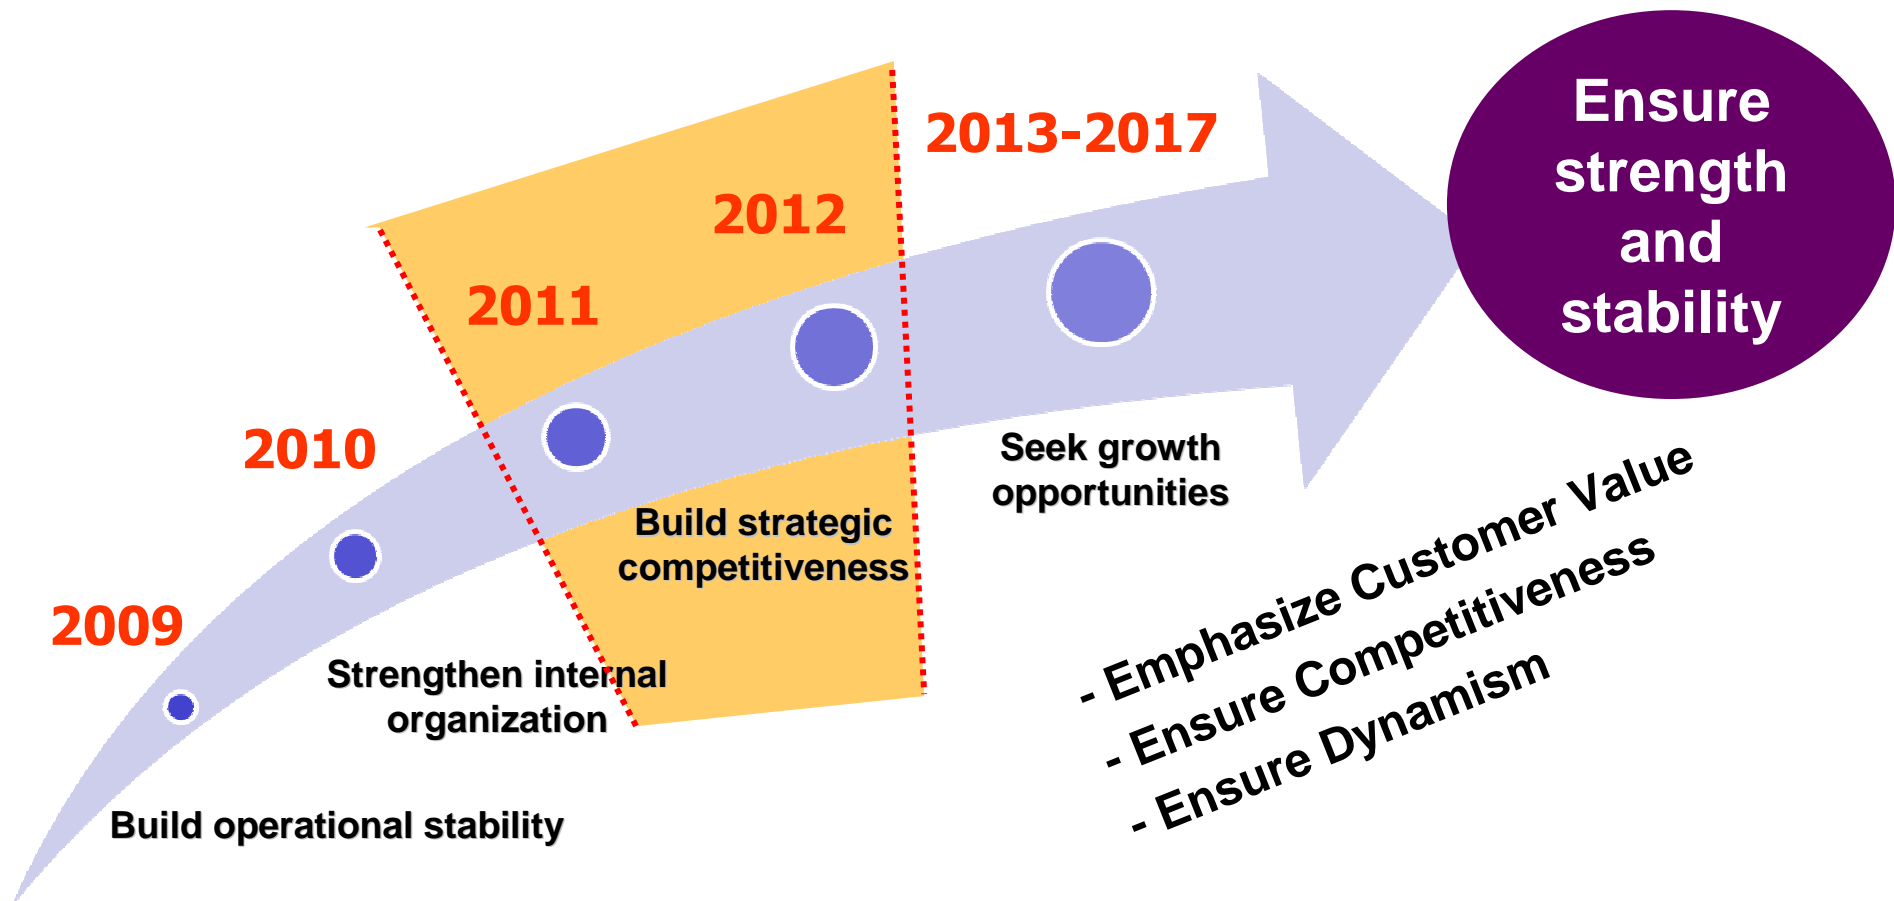 Ensure
strength
and
stability
2013-2017
2012
2011
2010
2009
Seek growth
opportunities
Build strategic
competitiveness
Strengthen internal
organization
Build operational stability
- Emphasize Customer Value
- Ensure Competitiveness
- Ensure Dynamism